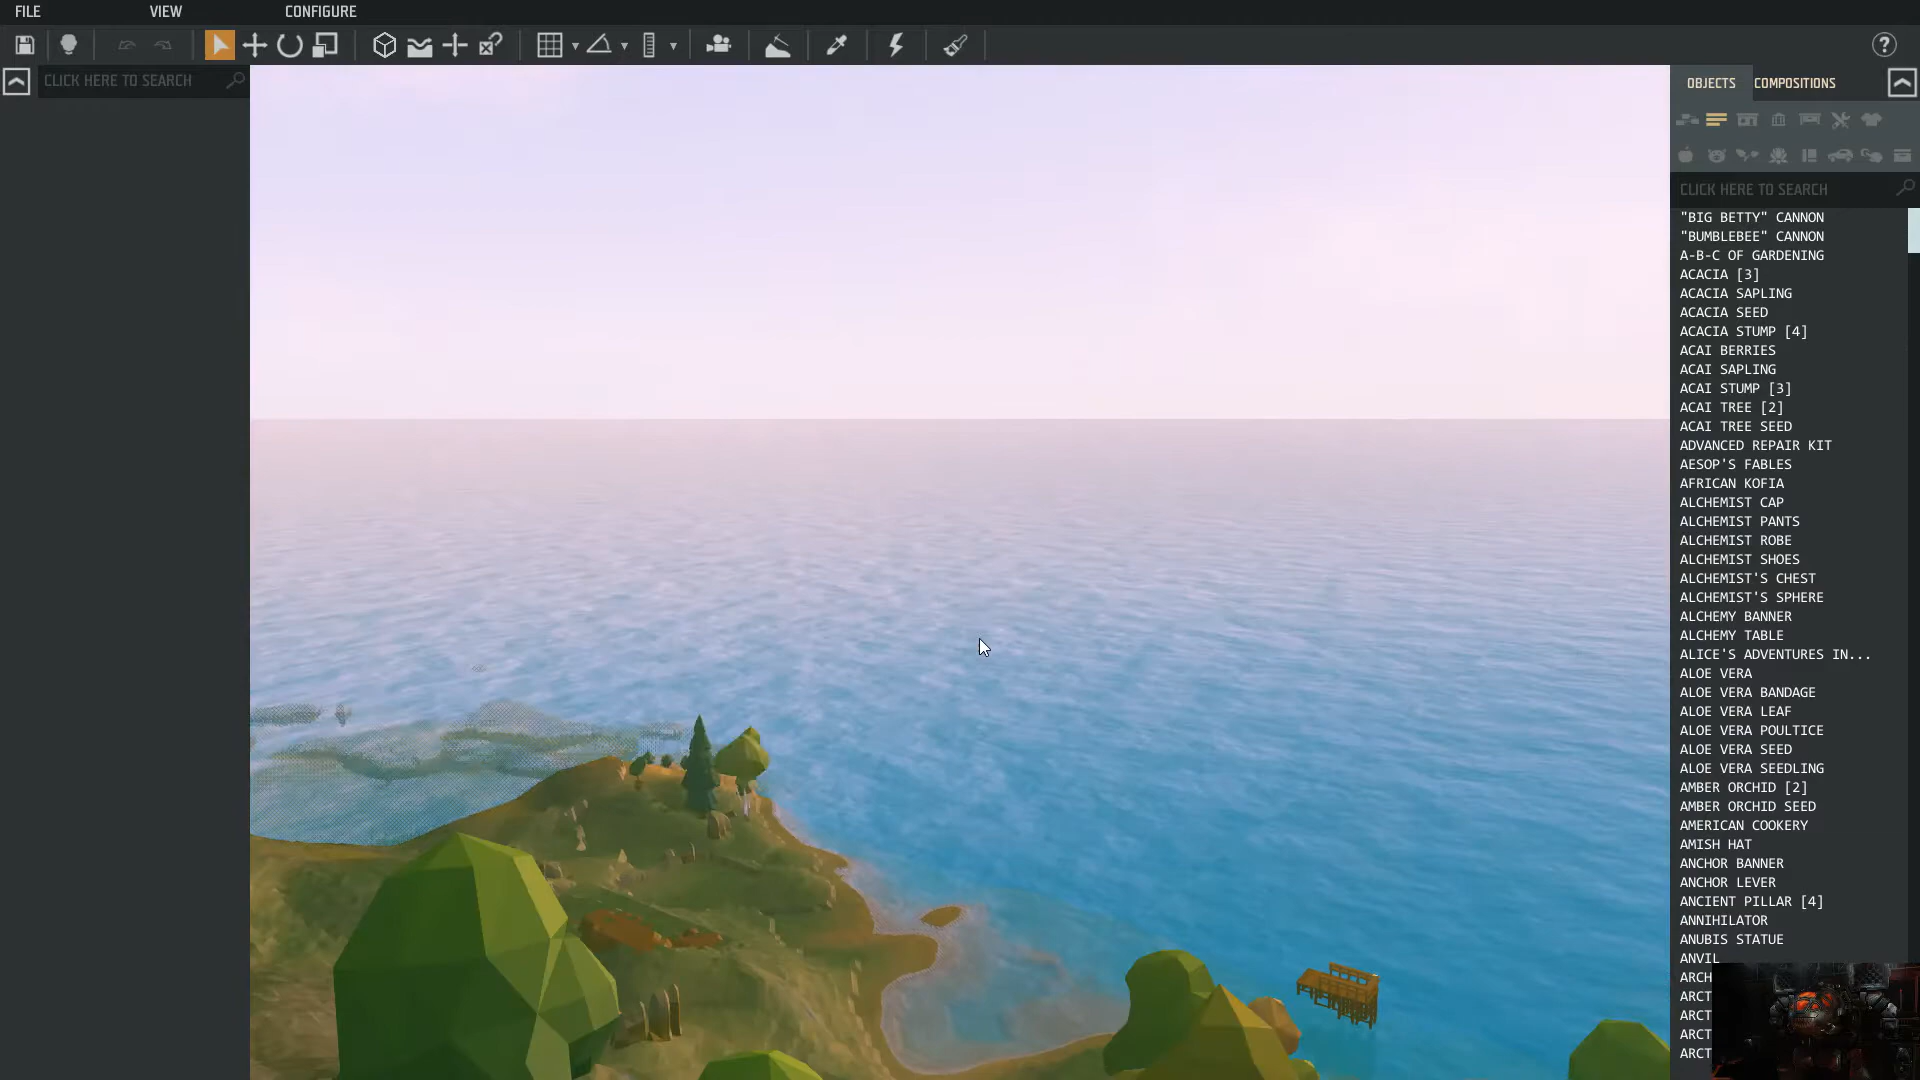 FILE VIEW CONFIGURE
CLICK HERE TO SEARCH
OBJECTS COMPOSITIONS
CLICK HERE TO SEARCH
"BIG BETTY" CANNON
"BUMBLEBEE" CANNON
A-B-C OF GARDENING
ACACIA [3]
ACACIA SAPLING
ACACIA SEED
ACACIA STUMP [4]
ACAI BERRIES
ACAI SAPLING
ACAI STUMP [3]
ACAI TREE [2]
ACAI TREE SEED
ADVANCED REPAIR KIT
AESOP'S FABLES
AFRICAN KOFIA
ALCHEMIST CAP
ALCHEMIST PANTS
ALCHEMIST ROBE
ALCHEMIST SHOES
ALCHEMIST'S CHEST
ALCHEMIST'S SPHERE
ALCHEMY BANNER
ALCHEMY TABLE
ALICE'S ADVENTURES IN...
ALOE VERA
ALOE VERA BANDAGE
ALOE VERA LEAF
ALOE VERA POULTICE
ALOE VERA SEED
ALOE VERA SEEDLING
AMBER ORCHID [2]
AMBER ORCHID SEED
AMERICAN COOKERY
AMISH HAT
ANCHOR BANNER
ANCHOR LEVER
ANCIENT PILLAR [4]
ANNIHILATOR
ANUBIS STATUE
ANVIL
ARCH
ARCT
ARCT
ARCT
ARCT